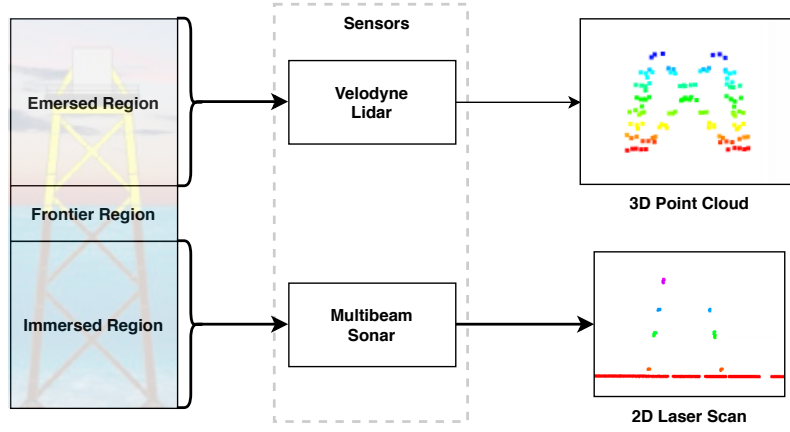 Sensors
Emersed Region
Velodyne
Lidar
3D Point Cloud
Frontier Region
Immersed Region
Multibeam
Sonar
2D Laser Scan